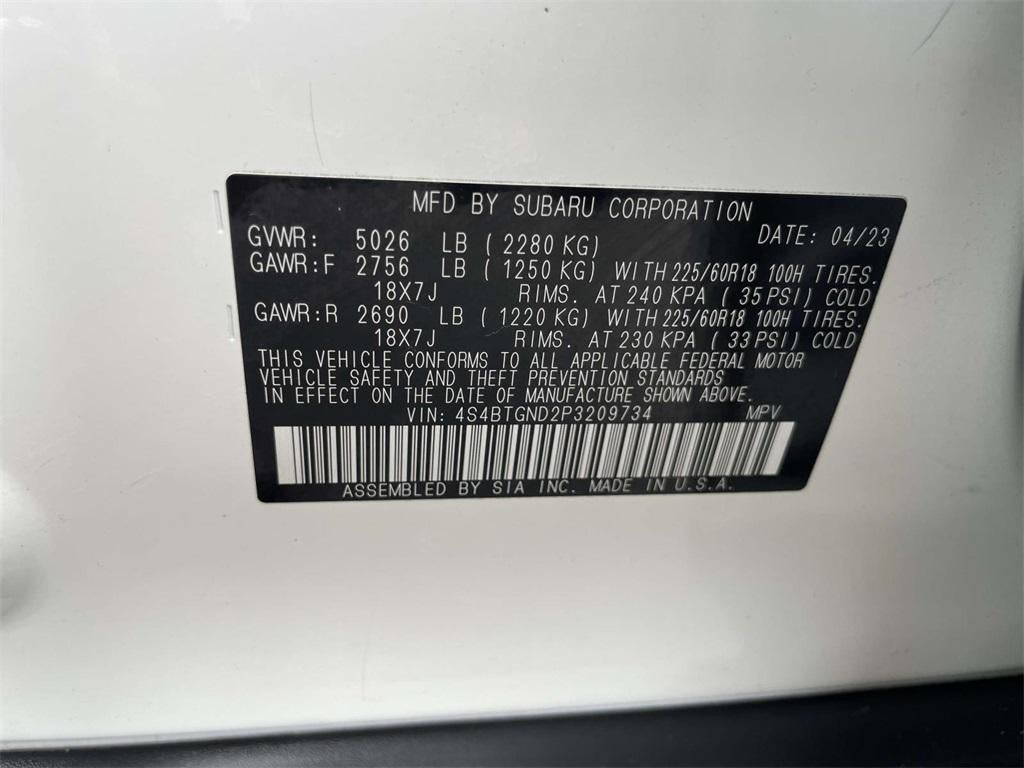 MFD BY SUBARU CORPORATION
GVWR: 5026 LB ( 2280 KG) DATE: 04/23
GAWR:F 2756 LB ( 1250 KG) WITH 225/60R18 100H TIRES.
18X7J RIMS. AT 240 KPA ( 35 PSI) COLD
GAWR:R 2690 LB ( 1220 KG) WITH 225/60R18 100H TIRES.
18X7J RIMS. AT 230 KPA ( 33 PSI) COLD
THIS VEHICLE CONFORMS TO ALL APPLICABLE FEDERAL MOTOR
VEHICLE SAFETY AND THEFT PREVENTION STANDARDS
IN EFFECT ON THE DATE OF MANUFACTURE SHOWN ABOVE.
VIN: 4S4BTGND2P3209734 MPV
ASSEMBLED BY SIA INC. MADE IN U.S.A.